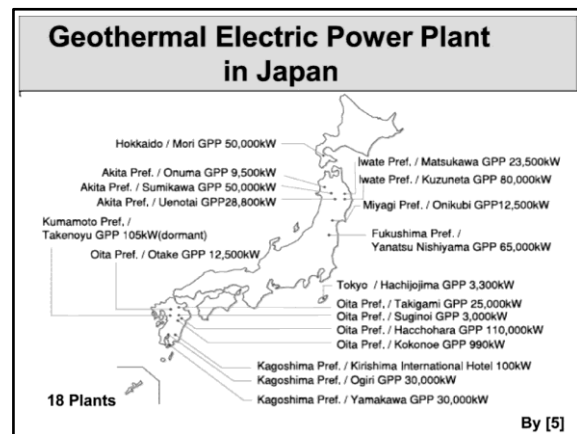 Geothermal Electric Power Plant
in Japan
Hokkaido / Mori GPP 50,000kW
Akita Pref. / Onuma GPP 9,500kW
Akita Pref. / Sumikawa GPP 50,000kW
Akita Pref. / Uenotai GPP28,800kW
Kumamoto Pref. /
Takenoyu GPP 105kW(dormant)
Oita Pref. / Otake GPP 12,500kW
Iwate Pref. / Matsukawa GPP 23,500kW
Iwate Pref. / Kuzuneta GPP 80,000kW
Miyagi Pref. / Onikubi GPP12,500kW
Fukushima Pref. /
Yanatsu Nishiyama GPP 65,000kW
Tokyo / Hachijojima GPP 3,300kW
Oita Pref. / Takigami GPP 25,000kW
Oita Pref. / Suginoi GPP 3,000kW
Oita Pref. / Hacchohara GPP 110,000kW
Oita Pref. / Kokonoe GPP 990kW
Kagoshima Pref. / Kirishima International Hotel 100kW
Kagoshima Pref. / Ogiri GPP 30,000kW
Kagoshima Pref. / Yamakawa GPP 30,000kW
18 Plants
By [5]